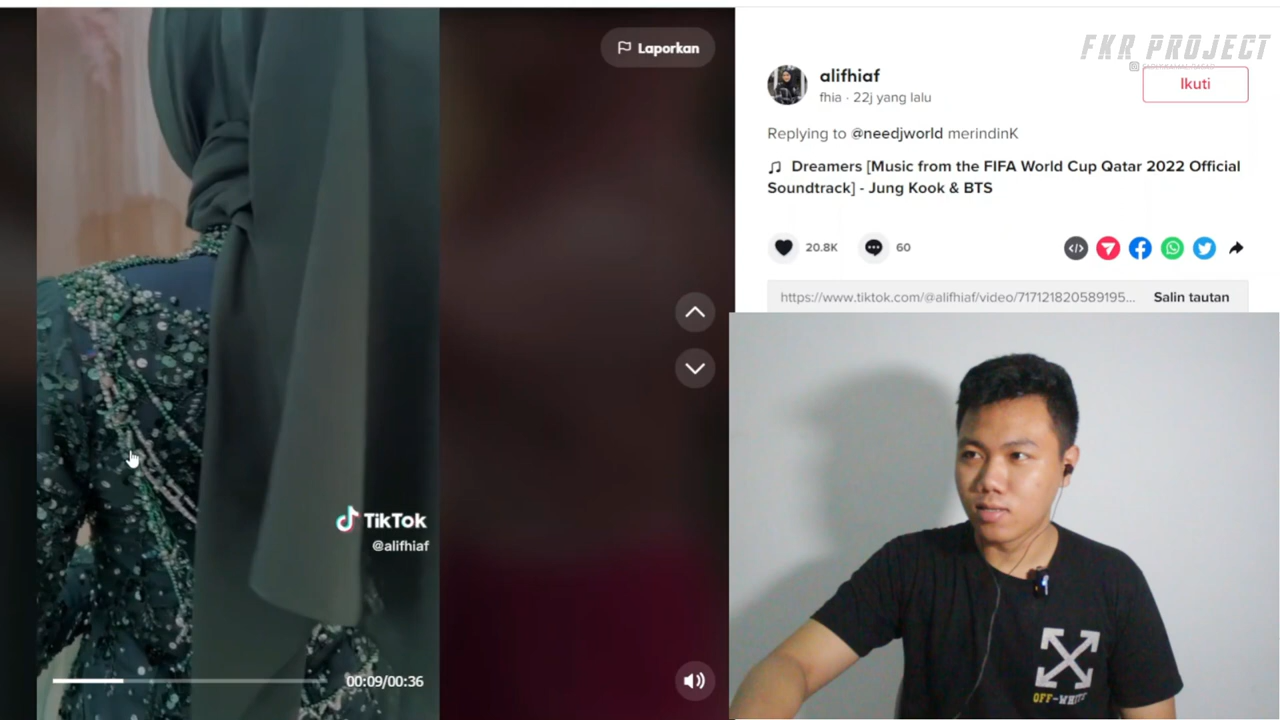 Laporkan
TikTok
@alifhiaf
00:09/00:36
FKR PROJECT
alifhiaf
fhia · 22j yang lalu
Ikuti
Replying to @needjworld merindinK
Dreamers [Music from the FIFA World Cup Qatar 2022 Official
Soundtrack] - Jung Kook & BTS
20.8K
60
https://www.tiktok.com/@alifhiaf/video/717121820589195...
Salin tautan
OFF-WHITE